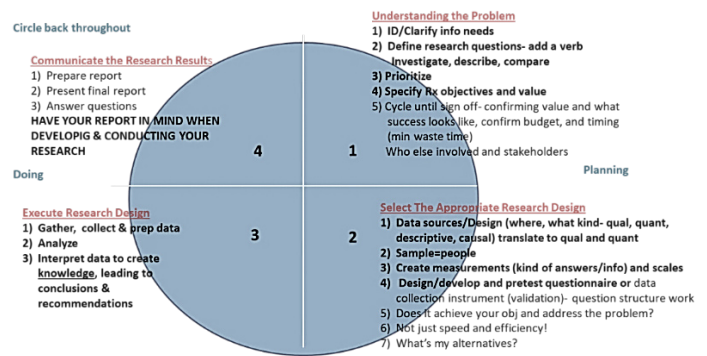 Circle back throughout
Understanding the Problem
1) ID/Clarify info needs
2) Define research questions- add a verb
Investigate, describe, compare
3) Prioritize
4) Specify Rx objectives and value
5) Cycle until sign off- confirming value and what
success looks like, confirm budget, and timing
(min waste time)
Who else involved and stakeholders
Communicate the Research Results
1) Prepare report
2) Present final report
3) Answer questions
HAVE YOUR REPORT IN MIND WHEN
DEVELOPIG & CONDUCTING YOUR
RESEARCH
4
1
Doing
Planning
Execute Research Design
1) Gather, collect & prep data
2) Analyze
3) Interpret data to create
knowledge, leading to
conclusions &
recommendations
3
2
Select The Appropriate Research Design
1) Data sources/Design (where, what kind- qual, quant,
descriptive, causal) translate to qual and quant
2) Sample=people
3) Create measurements (kind of answers/info) and scales
4) Design/develop and pretest questionnaire or data
collection instrument (validation)- question structure work
5) Does it achieve your obj and address the problem?
6) Not just speed and efficiency!
7) What's my alternatives?